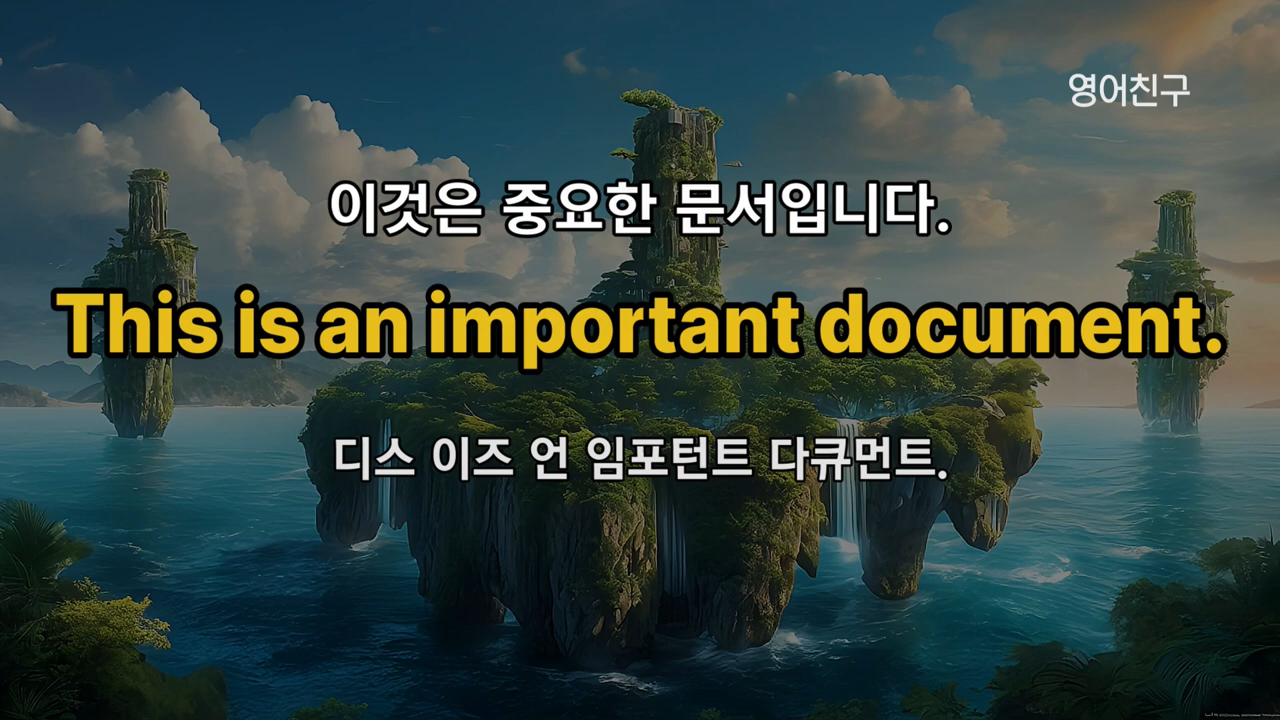 영어친구
이것은 중요한 문서입니다.
This is an important document.
디스 이즈 언 임포턴트 다큐먼트.